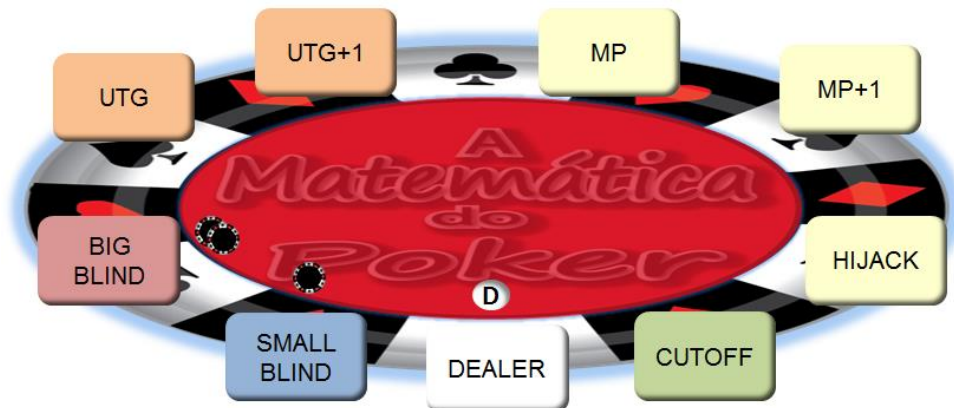 UTG
UTG+1
MP
MP+1
A
Matemática
do
Poker
BIG
BLIND
HIJACK
D
SMALL
BLIND
DEALER
CUTOFF